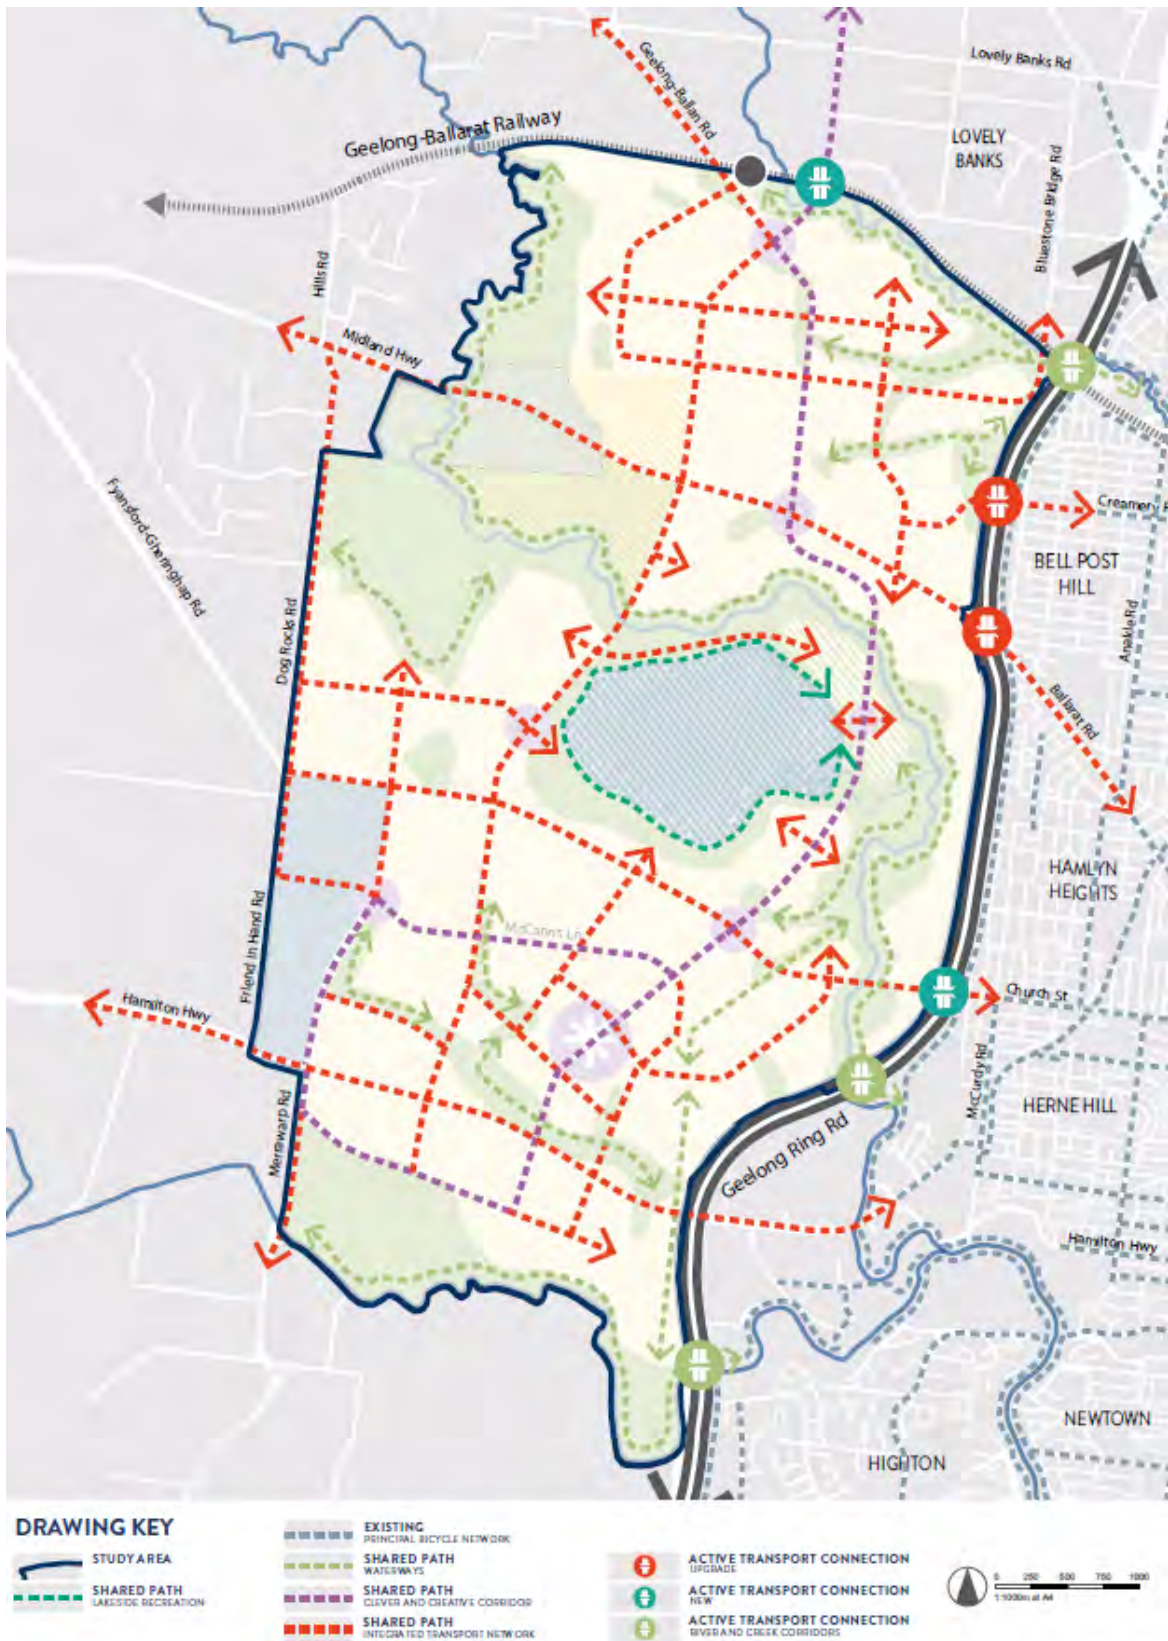 Lovely Banks Rd
Geelong-Ballan Rd
Geelong-Ballarat Railway
LOVELY
BANKS
Bluestone Bridge Rd
Hills Rd
Midland Hwy
Creamery
Fyansford-Gheringhap Rd
BELL POST
HILL
Anakie Rd
Dog Rocks Rd
Ballarat Rd
HAMLYN
HEIGHTS
McCanns Ln
Friend In Hand Rd
Hamilton Hwy
Church St
McCurdy Rd
HERNE HILL
Merrawarp Rd
Geelong Ring Rd
Hamilton Hwy
NEWTOWN
HIGHTON
DRAWING KEY
STUDY AREA
SHARED PATH
LAKESIDE RECREATION
EXISTING
PRINCIPAL BICYCLE NETWORK
SHARED PATH
WATERWAYS
SHARED PATH
CLEVER AND CREATIVE CORRIDOR
SHARED PATH
INTEGRATED TRANSPORT NETWORK
ACTIVE TRANSPORT CONNECTION
UPGRADE
ACTIVE TRANSPORT CONNECTION
NEW
ACTIVE TRANSPORT CONNECTION
RIVER AND CREEK CORRIDORS
0 250 500 750 1000
1:1000m at A4